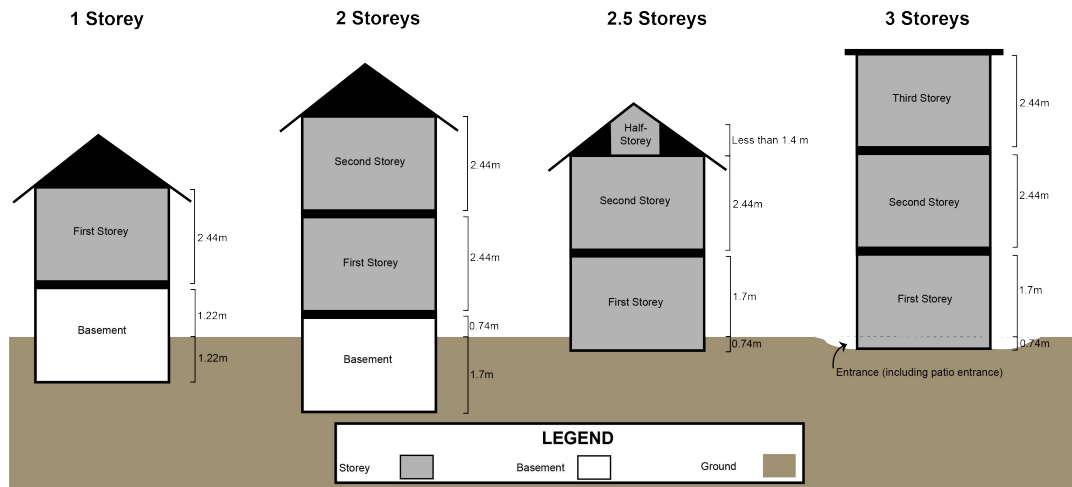 1 Storey
2 Storeys
2.5 Storeys
3 Storeys
First Storey
2.44m
Basement
1.22m
1.22m
Second Storey
2.44m
First Storey
2.44m
Basement
0.74m
1.7m
Half-
Storey
Less than 1.4 m
Second Storey
2.44m
First Storey
1.7m
0.74m
Third Storey
2.44m
Second Storey
2.44m
First Storey
1.7m
0.74m
Entrance (including patio entrance)
LEGEND
Storey
Basement
Ground